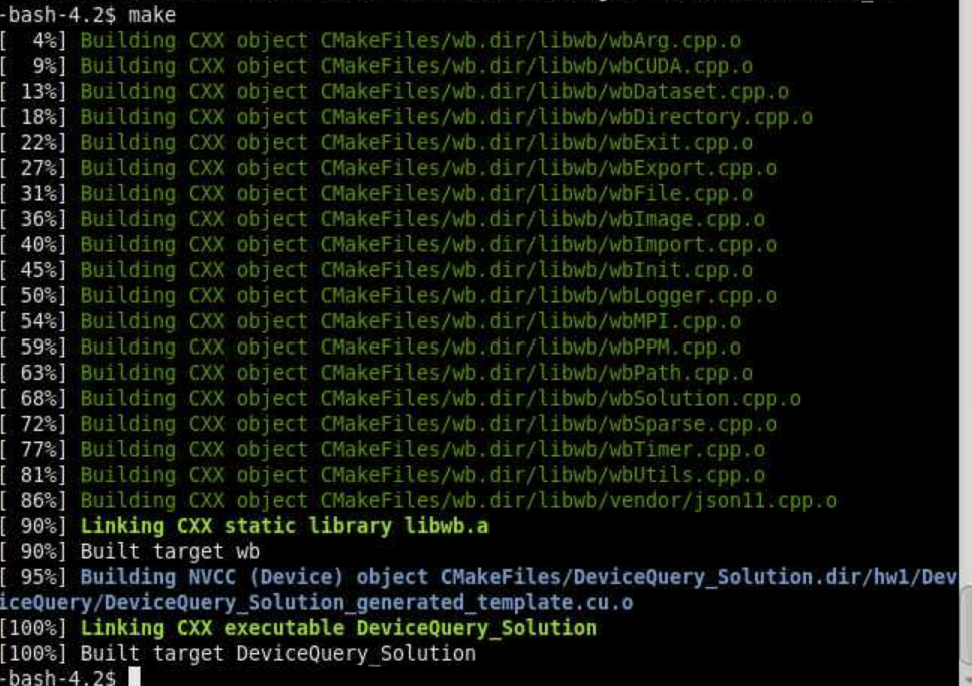 -bash-4.2$ make
[  4%] Building CXX object CMakeFiles/wb.dir/libwb/wbArg.cpp.o
[  9%] Building CXX object CMakeFiles/wb.dir/libwb/wbCUDA.cpp.o
[ 13%] Building CXX object CMakeFiles/wb.dir/libwb/wbDataset.cpp.o
[ 18%] Building CXX object CMakeFiles/wb.dir/libwb/wbDirectory.cpp.o
[ 22%] Building CXX object CMakeFiles/wb.dir/libwb/wbExit.cpp.o
[ 27%] Building CXX object CMakeFiles/wb.dir/libwb/wbExport.cpp.o
[ 31%] Building CXX object CMakeFiles/wb.dir/libwb/wbFile.cpp.o
[ 36%] Building CXX object CMakeFiles/wb.dir/libwb/wbImage.cpp.o
[ 40%] Building CXX object CMakeFiles/wb.dir/libwb/wbImport.cpp.o
[ 45%] Building CXX object CMakeFiles/wb.dir/libwb/wbInit.cpp.o
[ 50%] Building CXX object CMakeFiles/wb.dir/libwb/wbLogger.cpp.o
[ 54%] Building CXX object CMakeFiles/wb.dir/libwb/wbMPI.cpp.o
[ 59%] Building CXX object CMakeFiles/wb.dir/libwb/wbPPM.cpp.o
[ 63%] Building CXX object CMakeFiles/wb.dir/libwb/wbPath.cpp.o
[ 68%] Building CXX object CMakeFiles/wb.dir/libwb/wbSolution.cpp.o
[ 72%] Building CXX object CMakeFiles/wb.dir/libwb/wbSparse.cpp.o
[ 77%] Building CXX object CMakeFiles/wb.dir/libwb/wbTimer.cpp.o
[ 81%] Building CXX object CMakeFiles/wb.dir/libwb/wbUtils.cpp.o
[ 86%] Building CXX object CMakeFiles/wb.dir/libwb/vendor/json11.cpp.o
[ 90%] Linking CXX static library libwb.a
[ 90%] Built target wb
[ 95%] Building NVCC (Device) object CMakeFiles/DeviceQuery_Solution.dir/hw1/Dev
iceQuery/DeviceQuery_Solution_generated_template.cu.o
[100%] Linking CXX executable DeviceQuery_Solution
[100%] Built target DeviceQuery_Solution
-bash-4.2$